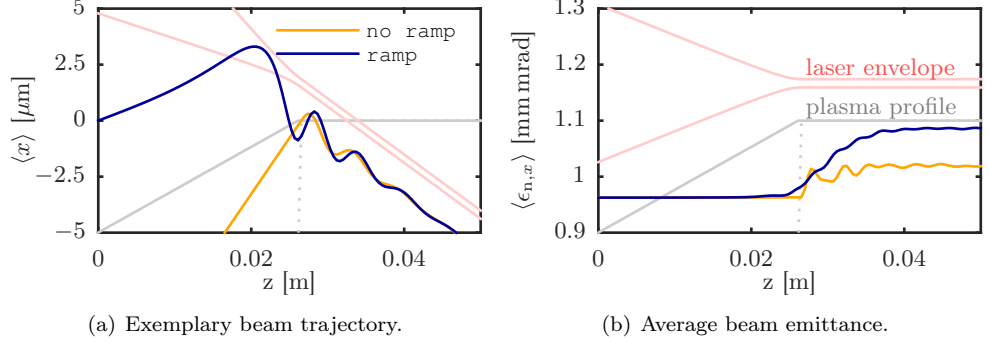 5
2.5
0
−2.5
−5
⟨x⟩ [μm]
no ramp
ramp
0
0.02
0.04
z [m]
(a) Exemplary beam trajectory.
1.3
1.2
1.1
1
0.9
⟨ϵn,x⟩ [mm mrad]
laser envelope
plasma profile
0
0.02
0.04
z [m]
(b) Average beam emittance.